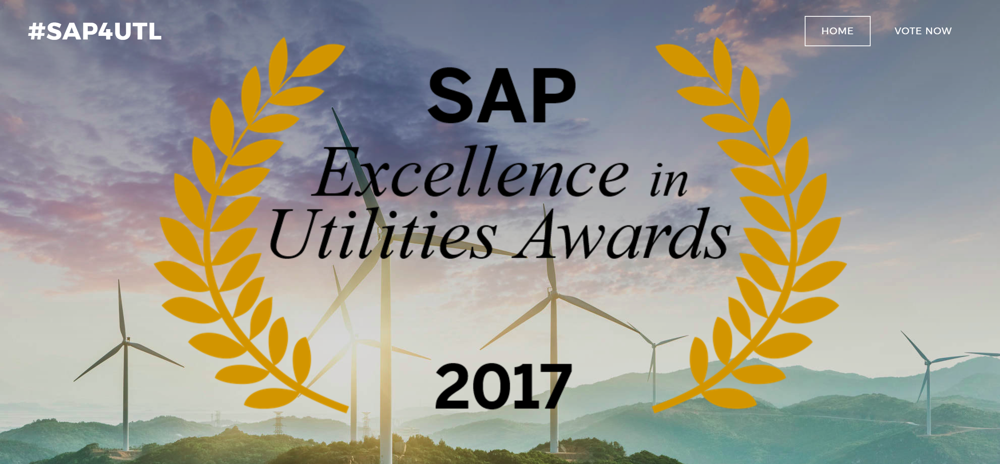 #SAP4UTL
HOME
VOTE NOW
SAP
Excellence in
Utilities Awards
2017